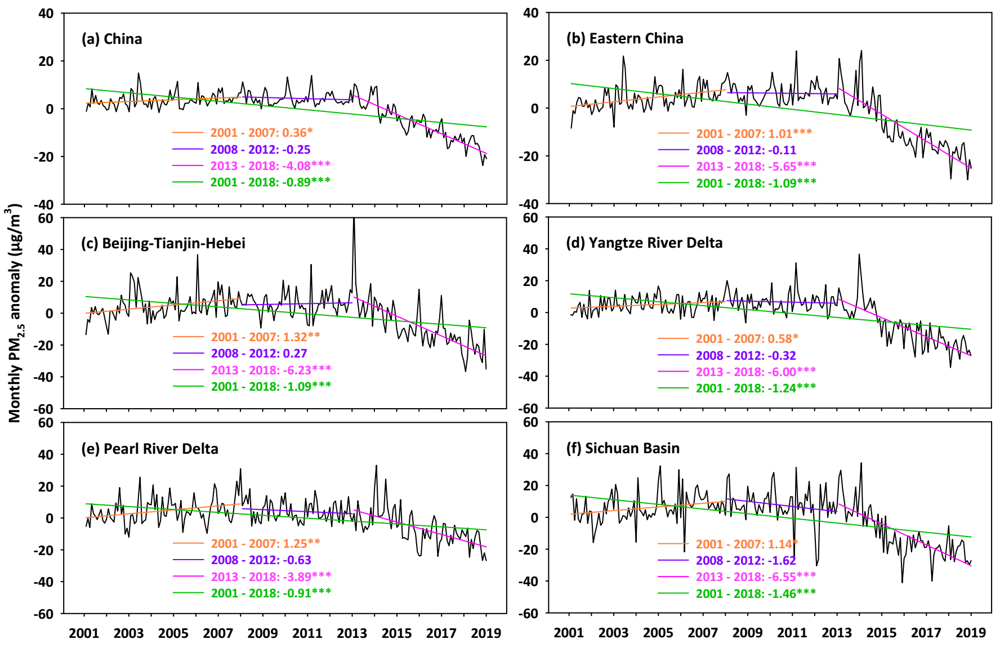 Monthly PM2.5 anomaly (µg/m3)
40
20
0
-20
-40
(a) China
2001 - 2007: 0.36*
2008 - 2012: -0.25
2013 - 2018: -4.08***
2001 - 2018: -0.89***
40
20
0
-20
-40
(b) Eastern China
2001 - 2007: 1.01***
2008 - 2012: -0.11
2013 - 2018: -5.65***
2001 - 2018: -1.09***
60
40
20
0
-20
-40
-60
(c) Beijing-Tianjin-Hebei
2001 - 2007: 1.32**
2008 - 2012: 0.27
2013 - 2018: -6.23***
2001 - 2018: -1.09***
60
40
20
0
-20
-40
-60
(d) Yangtze River Delta
2001 - 2007: 0.58*
2008 - 2012: -0.32
2013 - 2018: -6.00***
2001 - 2018: -1.24***
60
40
20
0
-20
-40
-60
(e) Pearl River Delta
2001 - 2007: 1.25**
2008 - 2012: -0.63
2013 - 2018: -3.89***
2001 - 2018: -0.91***
2001 2003 2005 2007 2009 2011 2013 2015 2017 2019
60
40
20
0
-20
-40
-60
(f) Sichuan Basin
2001 - 2007: 1.14*
2008 - 2012: -1.62
2013 - 2018: -6.55***
2001 - 2018: -1.46***
2001 2003 2005 2007 2009 2011 2013 2015 2017 2019